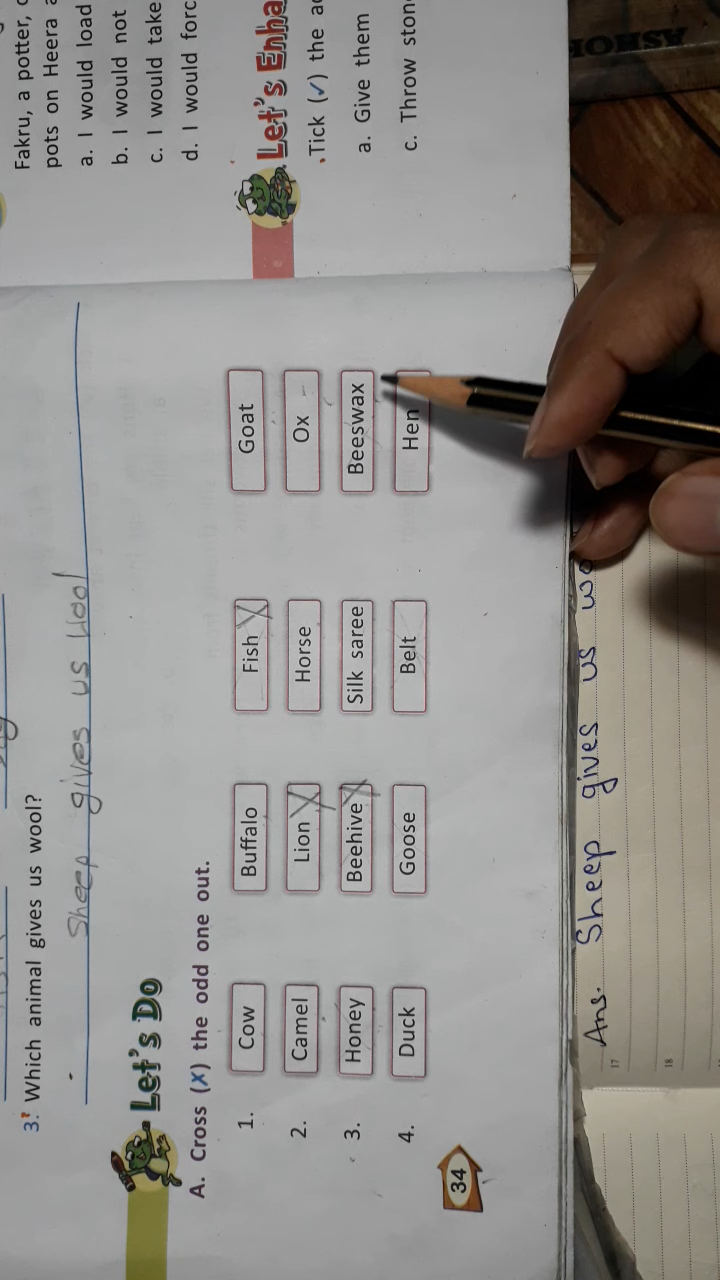 3. Which animal gives us wool?
Sheep gives us Wool
Let's Do
A. Cross (✗) the odd one out.
1. Cow Buffalo Fish X Goat
2. Camel Lion X Horse Ox
3. Honey Beehive X Silk saree Beeswax
4. Duck Goose Belt Hen
34
Fakru, a potter,
pots on Heera
a. I would load
b. I would not
c. I would take
d. I would forc
Let's Enha
Tick (✓) the
a. Give them
c. Throw ston
17
Ans. Sheep gives us wo
18